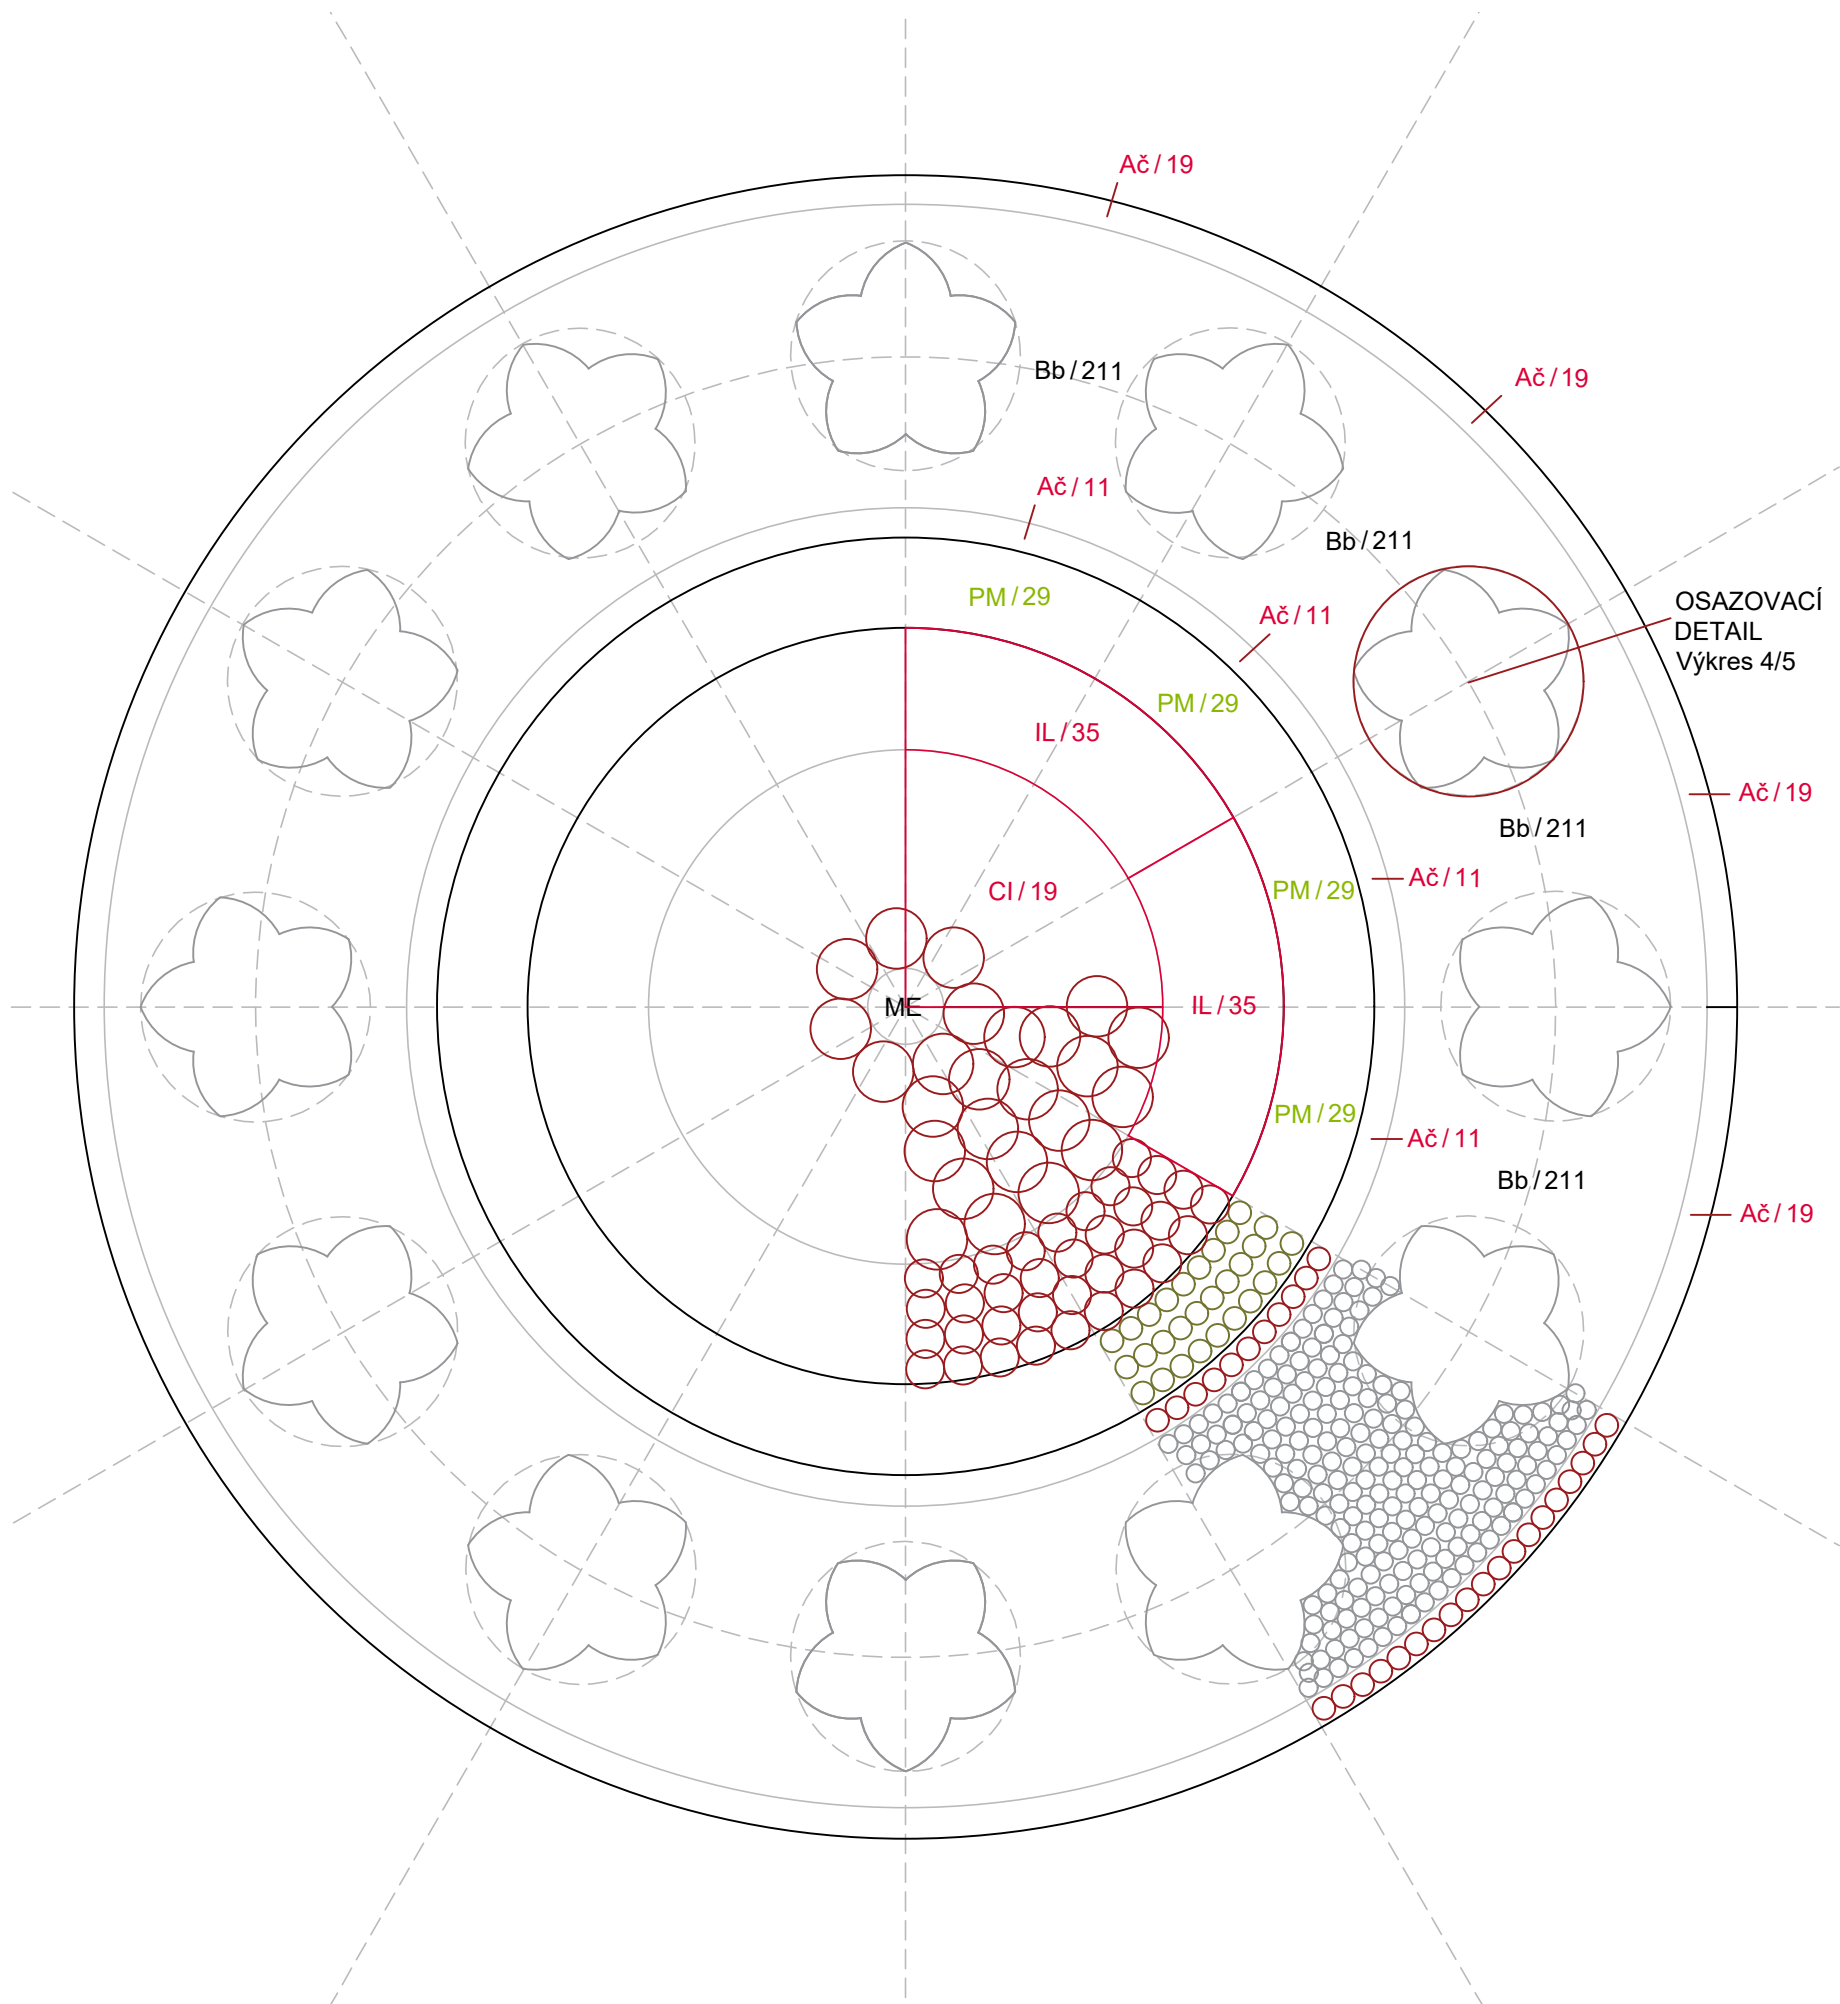 Ač / 19
Bb / 211
Ač / 19
Ač / 11
Bb / 211
PM / 29
Ač / 11
OSAZOVACÍ
DETAIL
Výkres 4/5
PM / 29
IL / 35
Ač / 19
Bb / 211
CI / 19
PM / 29
Ač / 11
ME
IL / 35
PM / 29
Ač / 11
Bb / 211
Ač / 19